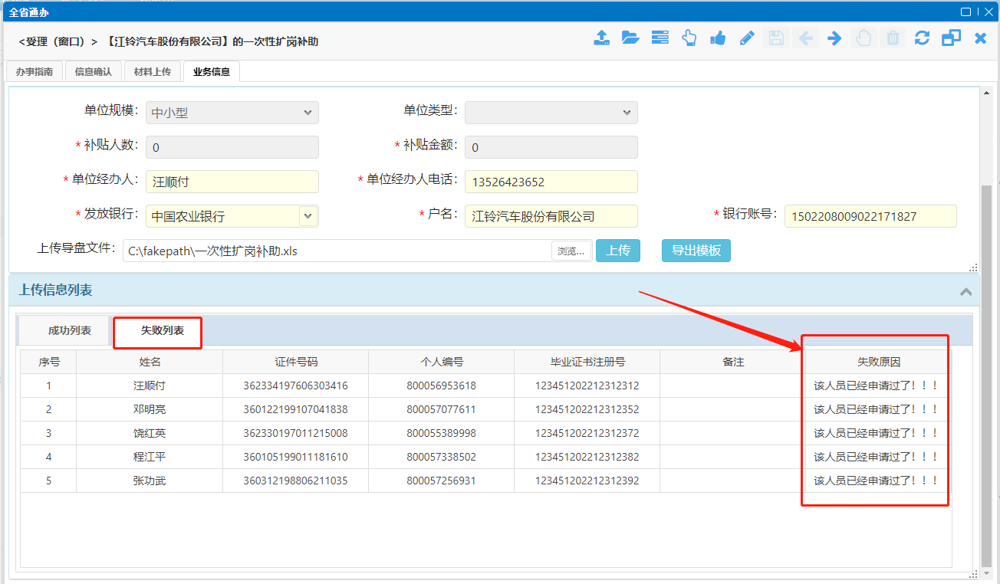 全省通办
<受理（窗口）> 【江铃汽车股份有限公司】的一次性扩岗补助
办事指南 信息确认 材料上传 业务信息
单位规模： 中小型 单位类型：
* 补贴人数： 0 * 补贴金额： 0
* 单位经办人： 汪顺付 * 单位经办人电话： 13526423652
* 发放银行： 中国农业银行 * 户名： 江铃汽车股份有限公司 * 银行账号： 1502208009022171827
上传导盘文件： C:\fakepath\一次性扩岗补助.xls 浏览... 上传 导出模板
上传信息列表
成功列表 失败列表
序号 姓名 证件号码 个人编号 毕业证书注册号 备注 失败原因
1 汪顺付 362334197606303416 800056953618 123451202212312312 该人员已经申请过了！！！
2 邓明亮 360122199107041838 800057077611 123451202212312352 该人员已经申请过了！！！
3 饶红英 362330197011215008 800055389998 123451202212312372 该人员已经申请过了！！！
4 程江平 360105199011181610 800057338502 123451202212312382 该人员已经申请过了！！！
5 张功武 360312198806211035 800057256931 123451202212312392 该人员已经申请过了！！！